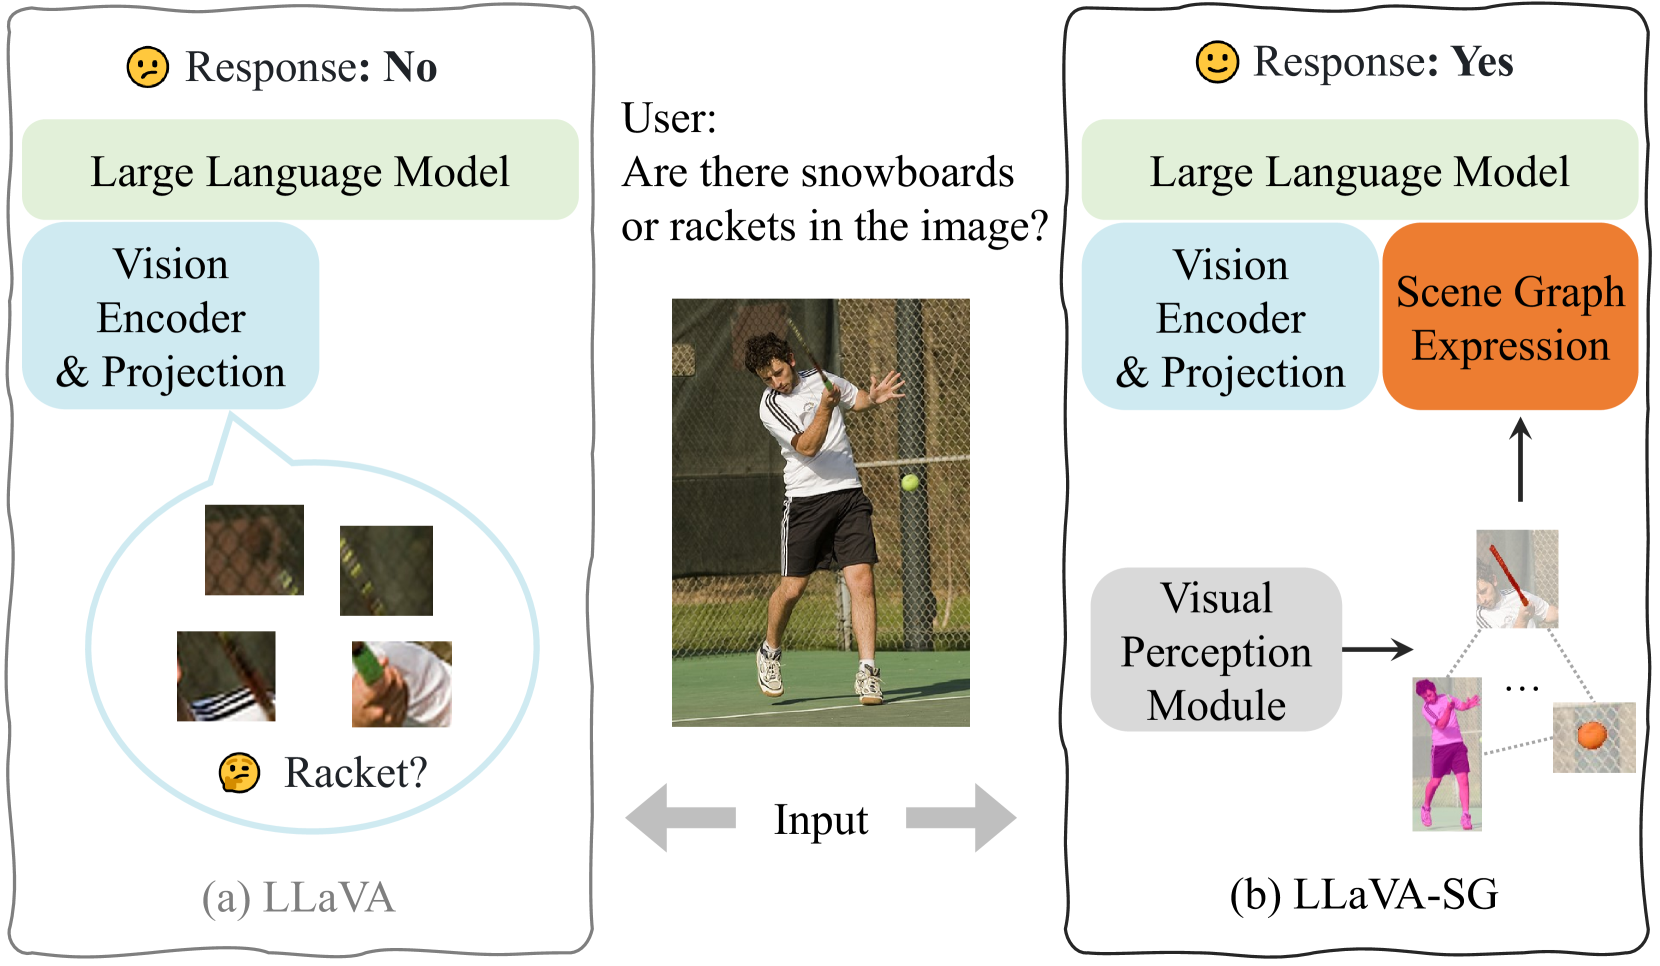 Response: No
Large Language Model
Vision
Encoder
& Projection
Racket?
(a) LLaVA
User:
Are there snowboards
or rackets in the image?
Input
Response: Yes
Large Language Model
Vision
Encoder
& Projection
Scene Graph
Expression
Visual
Perception
Module
...
(b) LLaVA-SG